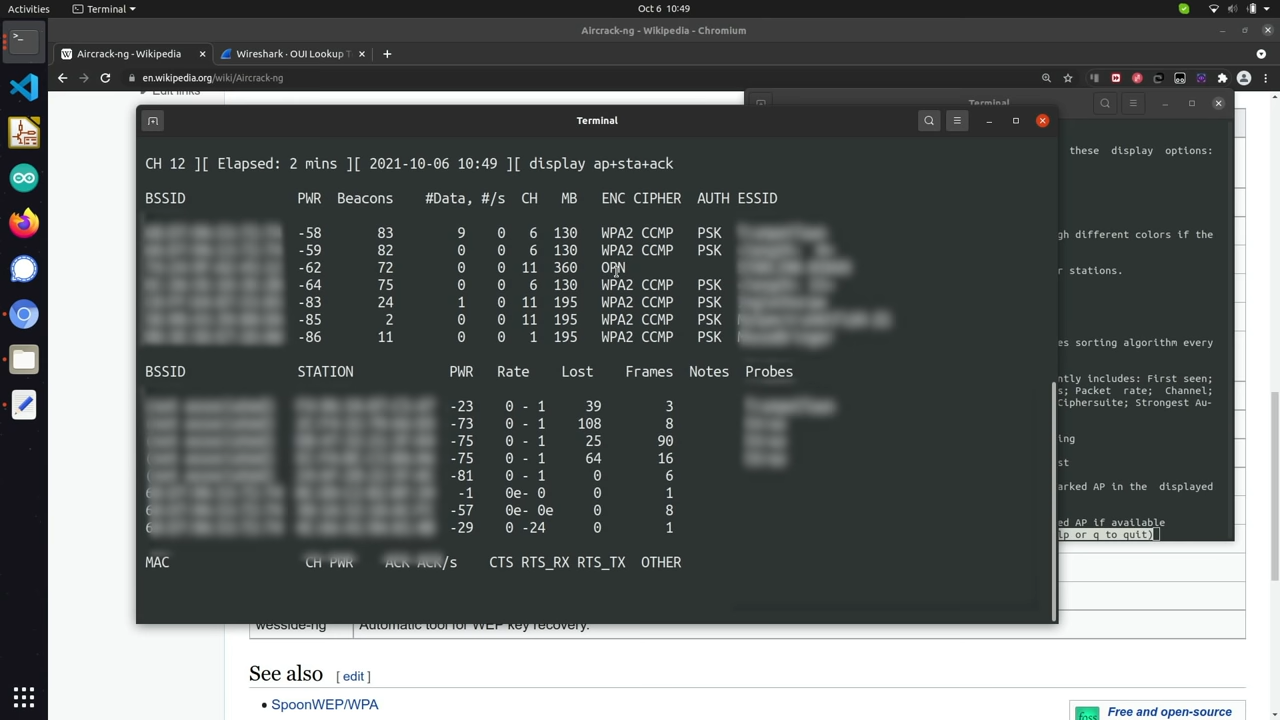 Activities
Terminal
Oct 6 10:49
Aircrack-ng - Wikipedia - Chromium
Aircrack-ng - Wikipedia
Wireshark · OUI Lookup T
en.wikipedia.org/wiki/Aircrack-ng
Edit links
Terminal
Terminal
these display options:
CH 12 ][ Elapsed: 2 mins ][ 2021-10-06 10:49 ][ display ap+sta+ack
BSSID PWR Beacons #Data, #/s CH MB ENC CIPHER AUTH ESSID
-58 83 9 0 6 130 WPA2 CCMP PSK
-59 82 0 0 6 130 WPA2 CCMP PSK
-62 72 0 0 11 360 OPN
-64 75 0 0 6 130 WPA2 CCMP PSK
-83 24 1 0 11 195 WPA2 CCMP PSK
-85 2 0 0 11 195 WPA2 CCMP PSK
-86 11 0 0 1 195 WPA2 CCMP PSK
different colors if the
r stations.
es sorting algorithm every
ntly includes: First seen;
s; Packet rate; Channel;
Ciphersuite; Strongest Au-
ing
st
arked AP in the displayed
ed AP if available
lp or q to quit)
BSSID STATION PWR Rate Lost Frames Notes Probes
-23 0 - 1 39 3
-73 0 - 1 108 8
-75 0 - 1 25 90
-75 0 - 1 64 16
-81 0 - 1 0 6
-1 0e- 0 0 1
-57 0e- 0e 0 8
-29 0 -24 0 1
MAC CH PWR ACK ACK/s CTS RTS_RX RTS_TX OTHER
wesside-ng Automatic tool for WEP key recovery.
See also [ edit ]
• SpoonWEP/WPA
foss
Free and open-source